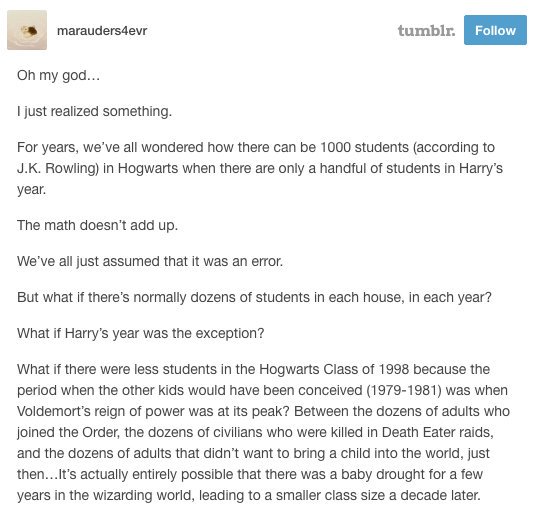 marauders4evr
tumblr.
Follow
Oh my god…
I just realized something.
For years, we’ve all wondered how there can be 1000 students (according to
J.K. Rowling) in Hogwarts when there are only a handful of students in Harry’s
year.
The math doesn’t add up.
We’ve all just assumed that it was an error.
But what if there’s normally dozens of students in each house, in each year?
What if Harry’s year was the exception?
What if there were less students in the Hogwarts Class of 1998 because the
period when the other kids would have been conceived (1979-1981) was when
Voldemort’s reign of power was at its peak? Between the dozens of adults who
joined the Order, the dozens of civilians who were killed in Death Eater raids,
and the dozens of adults that didn’t want to bring a child into the world, just
then…It’s actually entirely possible that there was a baby drought for a few
years in the wizarding world, leading to a smaller class size a decade later.